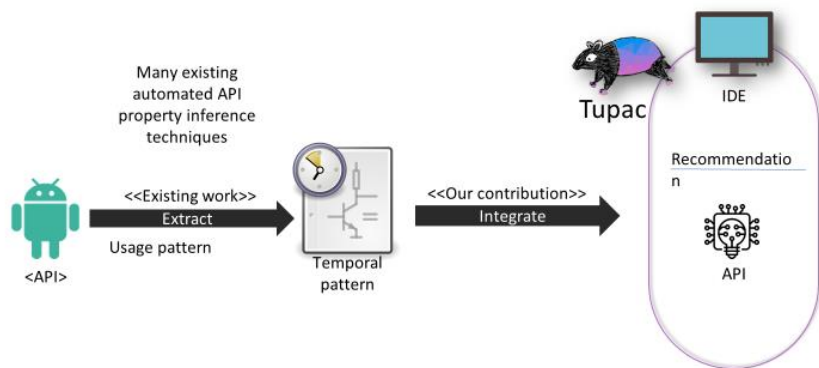 Many existing
automated API
property inference
techniques
<<Existing work>>
Extract
Usage pattern
<API>
Temporal
pattern
<<Our contribution>>
Integrate
Tupac
IDE
Recommendatio
n
API